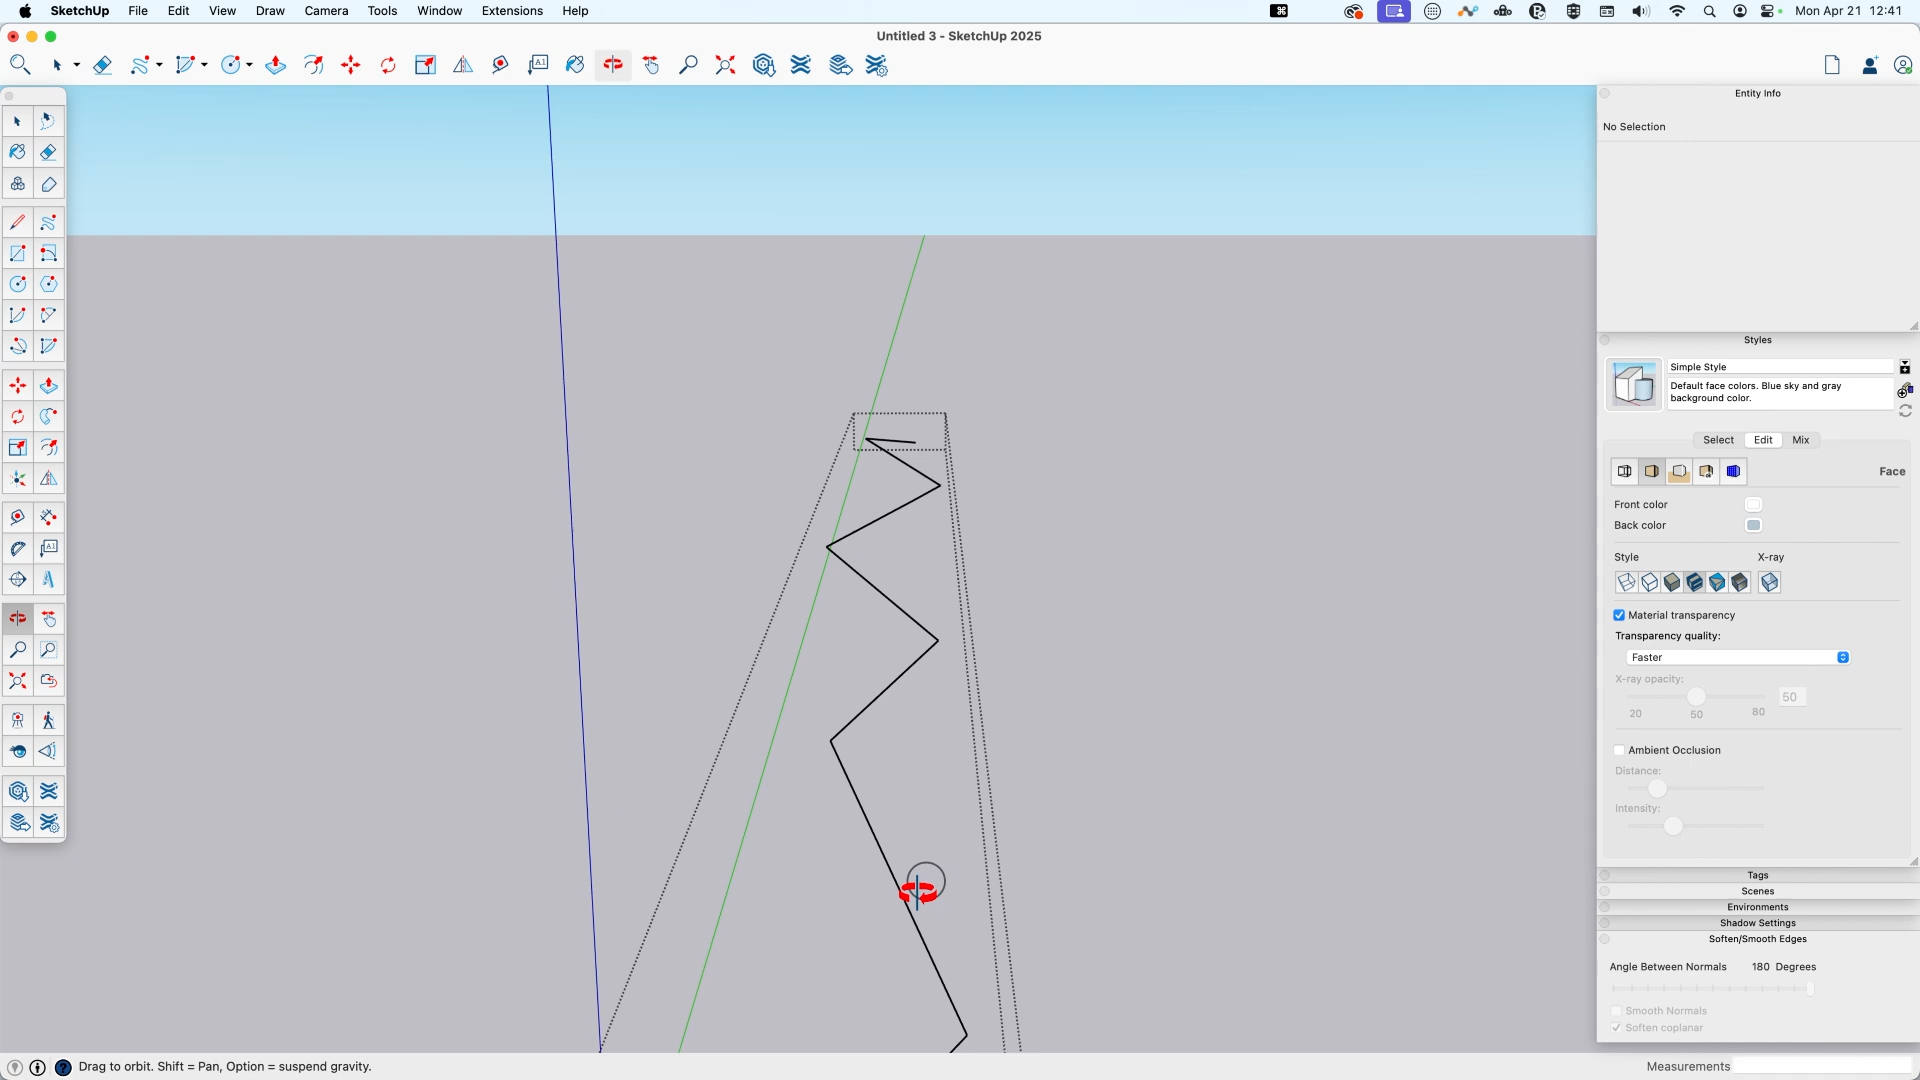 SketchUp File Edit View Draw Camera Tools Window Extensions Help Mon Apr 21 12:41
Untitled 3 - SketchUp 2025
Entity Info
No Selection
Styles
Simple Style
Default face colors. Blue sky and gray
background color.
Select Edit Mix
Face
Front color
Back color
Style X-ray
Material transparency
Transparency quality:
Faster
X-ray opacity:
50
20 50 80
Ambient Occlusion
Distance:
Intensity:
Tags
Scenes
Environments
Shadow Settings
Soften/Smooth Edges
Angle Between Normals 180 Degrees
Smooth Normals
Soften coplanar
Drag to orbit. Shift = Pan, Option = suspend gravity.
Measurements